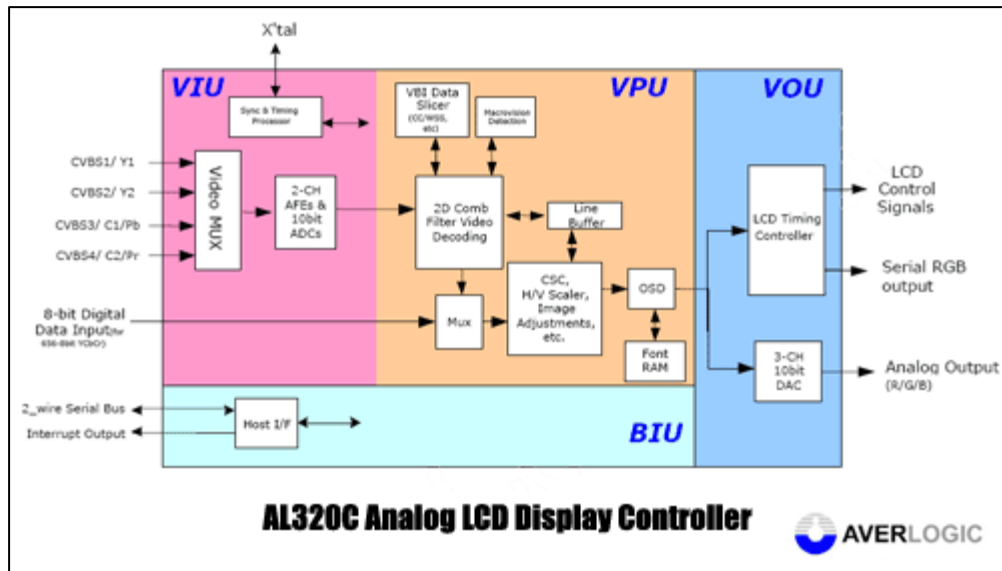 X'tal
VIU
VPU
VOU
Sync & Timing
Processor
VBI Data
Slicer
(CC/WSS,
etc)
Macrovision
Detection
CVBS1/ Y1
CVBS2/ Y2
CVBS3/ C1/Pb
CVBS4/ C2/Pr
Video MUX
2-CH
AFEs &
10bit
ADCs
2D Comb
Filter Video
Decoding
Line
Buffer
LCD Timing
Controller
LCD
Control
Signals
Serial RGB
output
8-bit Digital
Data Input(for
656-8bit YCbCr)
Mux
CSC,
H/V Scaler,
Image
Adjustments,
etc.
OSD
Font
RAM
3-CH
10bit
DAC
Analog Output
(R/G/B)
2_wire Serial Bus
Interrupt Output
Host I/F
BIU
AL320C Analog LCD Display Controller
AVERLOGIC